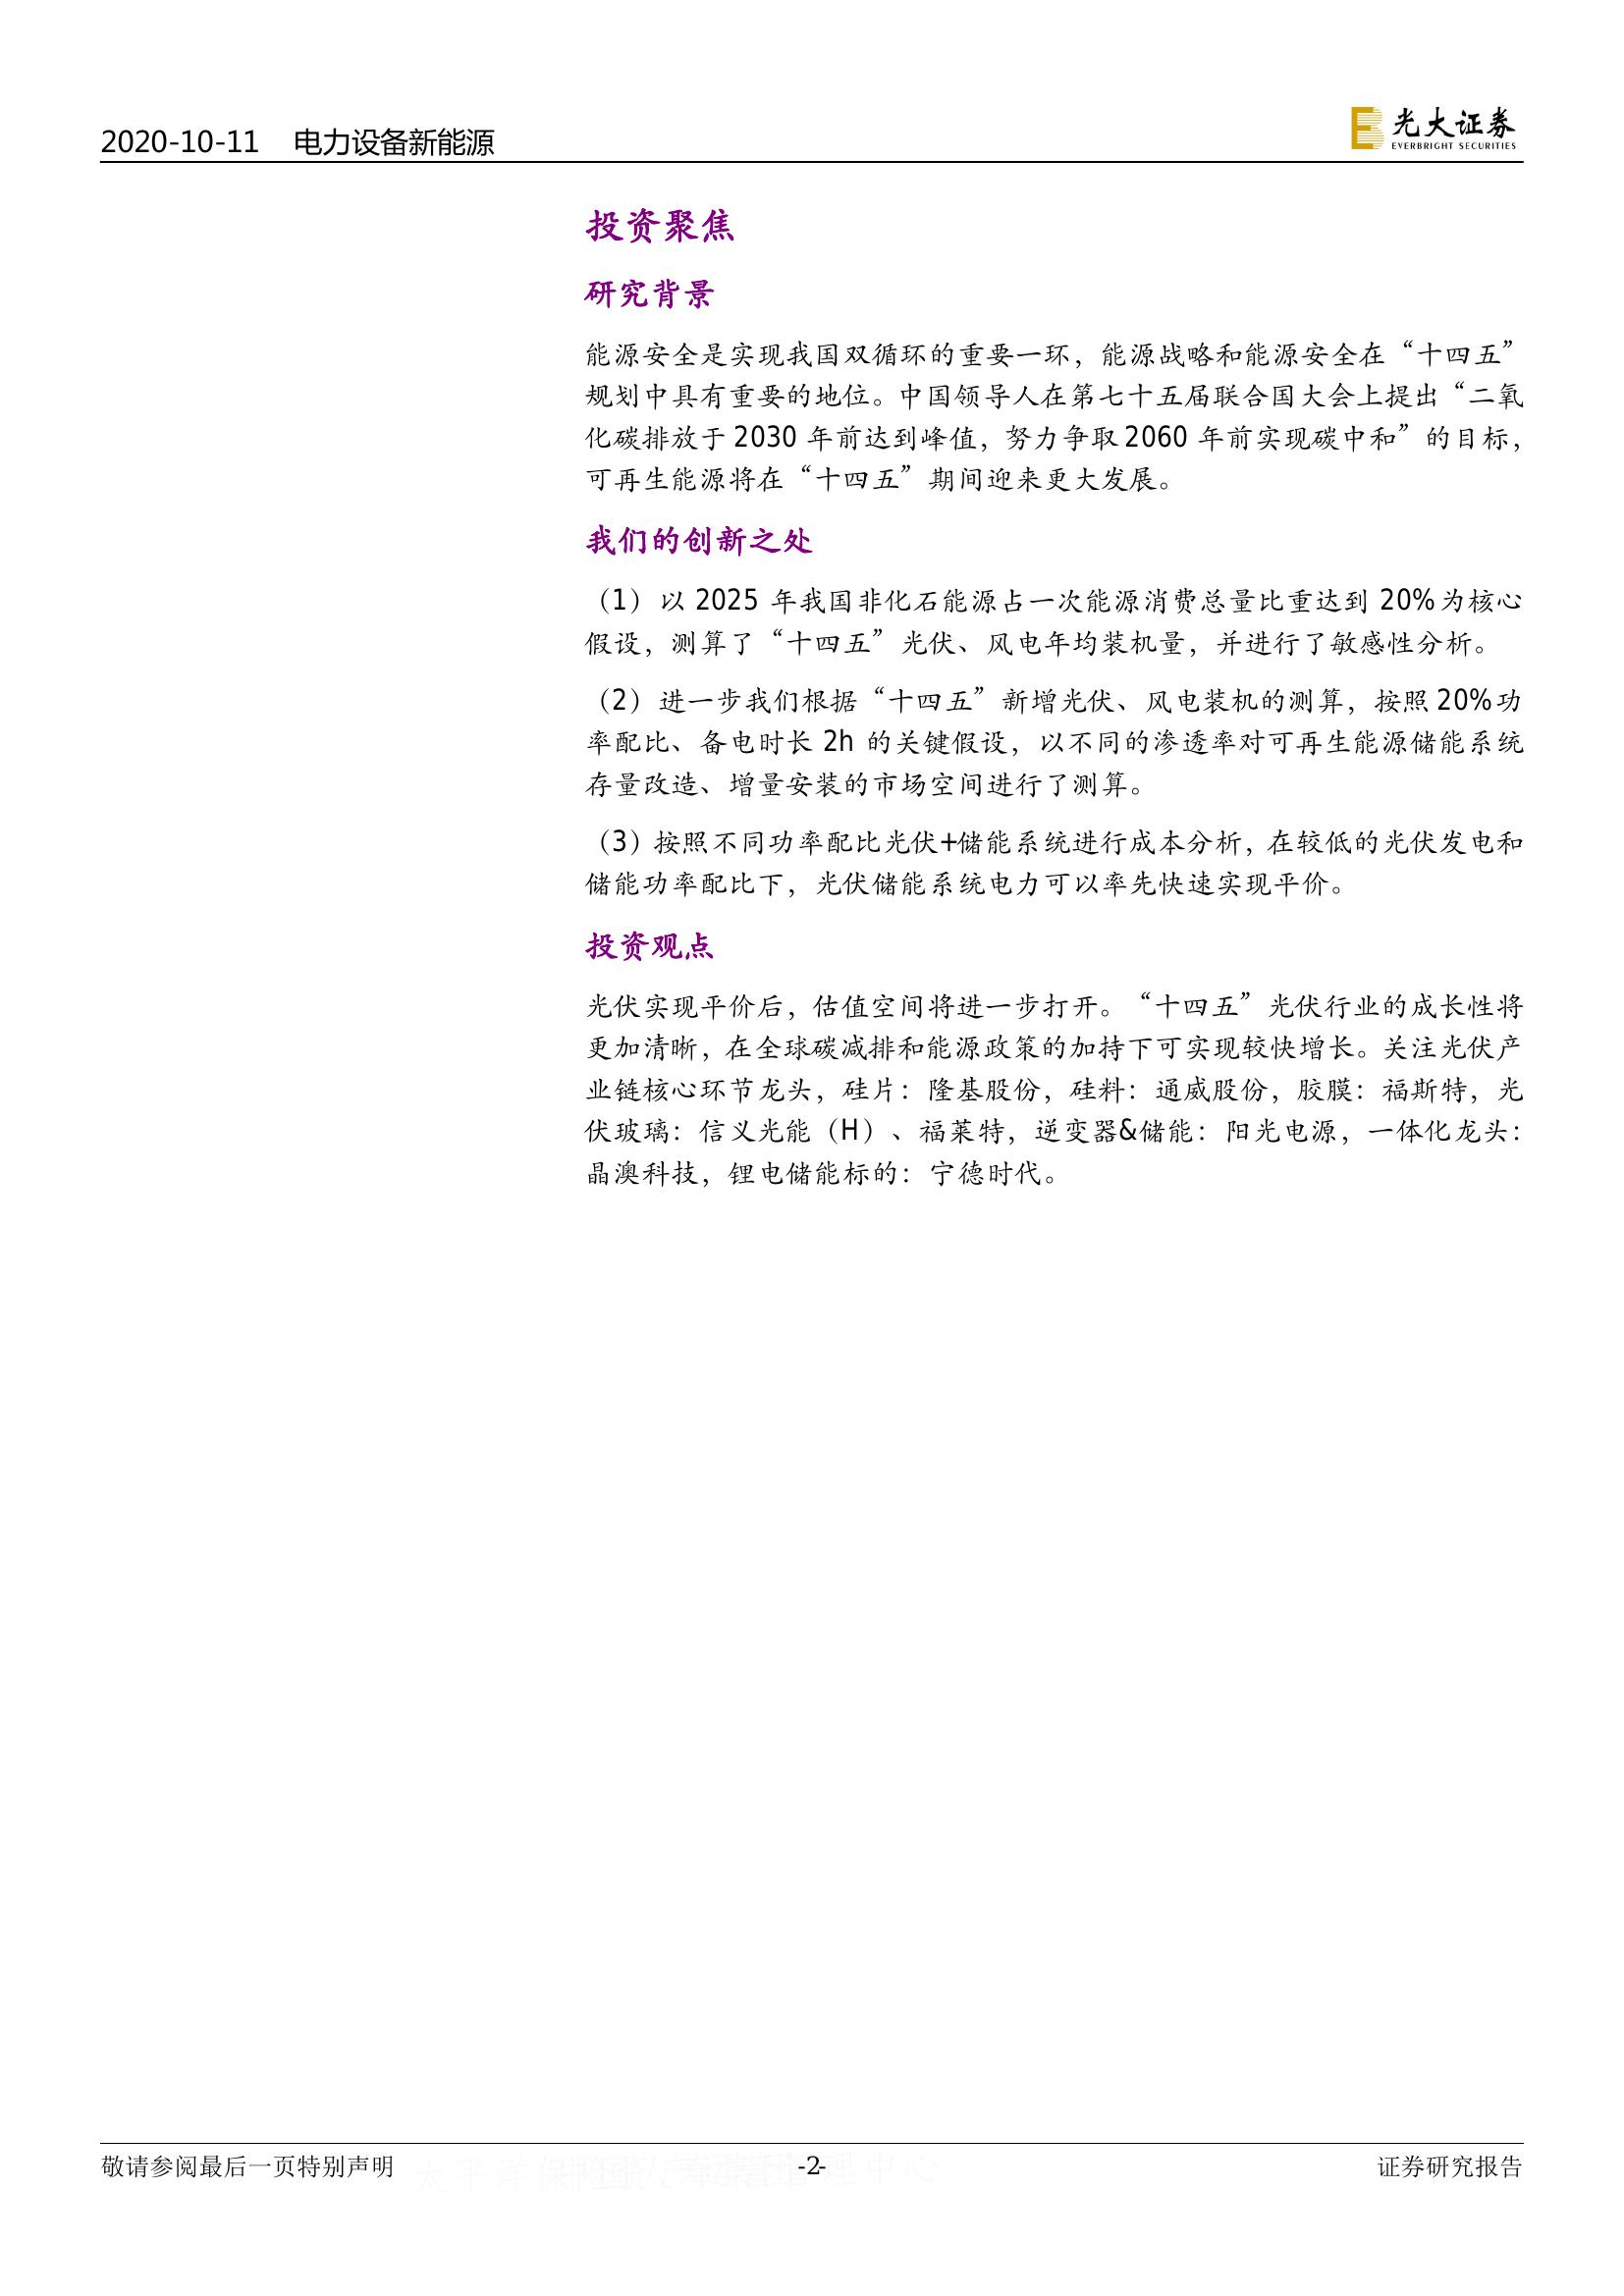 2020-10-11 电力设备新能源
光大证券
EVERBRIGHT SECURITIES
投资聚焦
研究背景
能源安全是实现我国双循环的重要一环，能源战略和能源安全在“十四五”
规划中具有重要的地位。中国领导人在第七十五届联合国大会上提出“二氧
化碳排放于 2030 年前达到峰值，努力争取 2060 年前实现碳中和”的目标，
可再生能源将在“十四五”期间迎来更大发展。
我们的创新之处
（1）以 2025 年我国非化石能源占一次能源消费总量比重达到 20%为核心
假设，测算了“十四五”光伏、风电年均装机量，并进行了敏感性分析。
（2）进一步我们根据“十四五”新增光伏、风电装机的测算，按照 20%功
率配比、备电时长 2h 的关键假设，以不同的渗透率对可再生能源储能系统
存量改造、增量安装的市场空间进行了测算。
（3）按照不同功率配比光伏+储能系统进行成本分析，在较低的光伏发电和
储能功率配比下，光伏储能系统电力可以率先快速实现平价。
投资观点
光伏实现平价后，估值空间将进一步打开。“十四五”光伏行业的成长性将
更加清晰，在全球碳减排和能源政策的加持下可实现较快增长。关注光伏产
业链核心环节龙头，硅片：隆基股份，硅料：通威股份，胶膜：福斯特，光
伏玻璃：信义光能（H）、福莱特，逆变器&储能：阳光电源，一体化龙头：
晶澳科技，锂电储能标的：宁德时代。
敬请参阅最后一页特别声明
-2-
证券研究报告